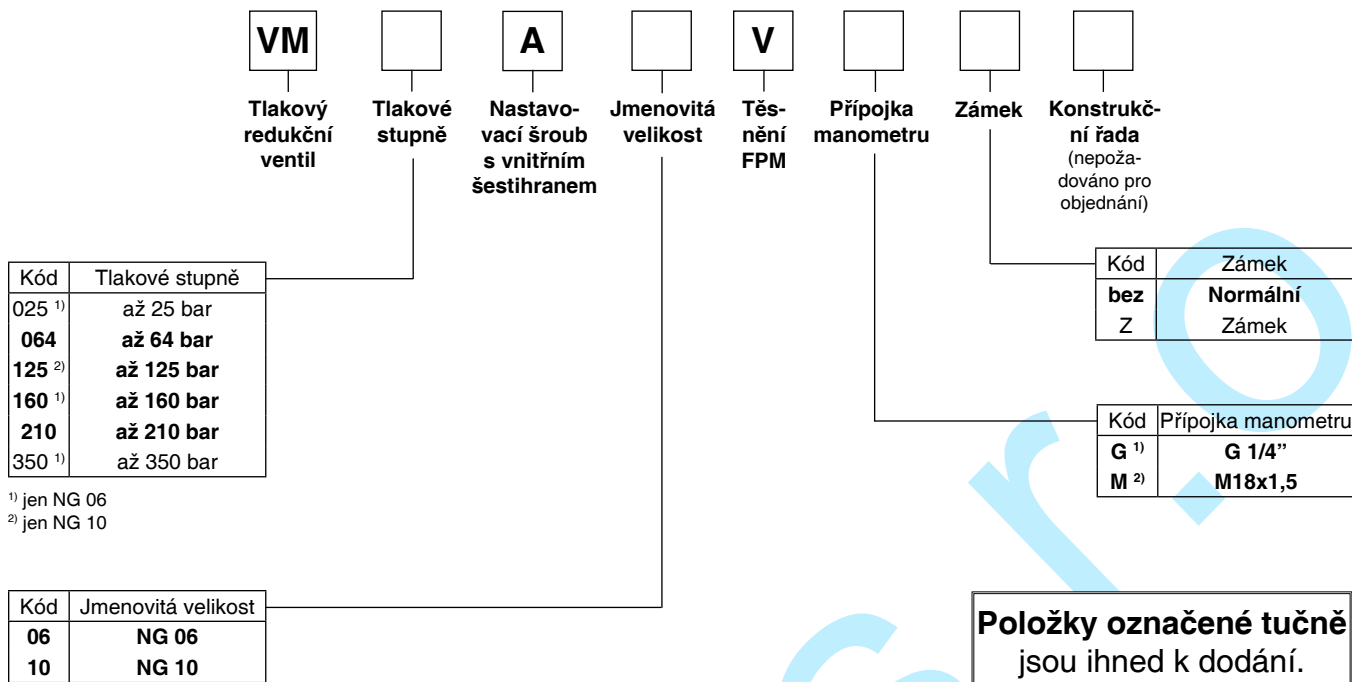 VM A V
Tlakový
redukční
ventil
Tlakové
stupně
Nastavo-
vací šroub
s vnitřním
šestihranem
Jmenovitá
velikost
Těs-
nění
FPM
Přípojka
manometru
Zámek
Konstrukč-
ní řada
(nepoža-
dováno pro
objednání)
Kód Tlakové stupně
025 1) až 25 bar
064 až 64 bar
125 2) až 125 bar
160 1) až 160 bar
210 až 210 bar
350 1) až 350 bar
1) jen NG 06
2) jen NG 10
Kód Zámek
bez Normální
Z Zámek
Kód Přípojka manometru
G 1) G 1/4”
M 2) M18x1,5
Kód Jmenovitá velikost
06 NG 06
10 NG 10
Položky označené tučně
jsou ihned k dodání.
s r.o